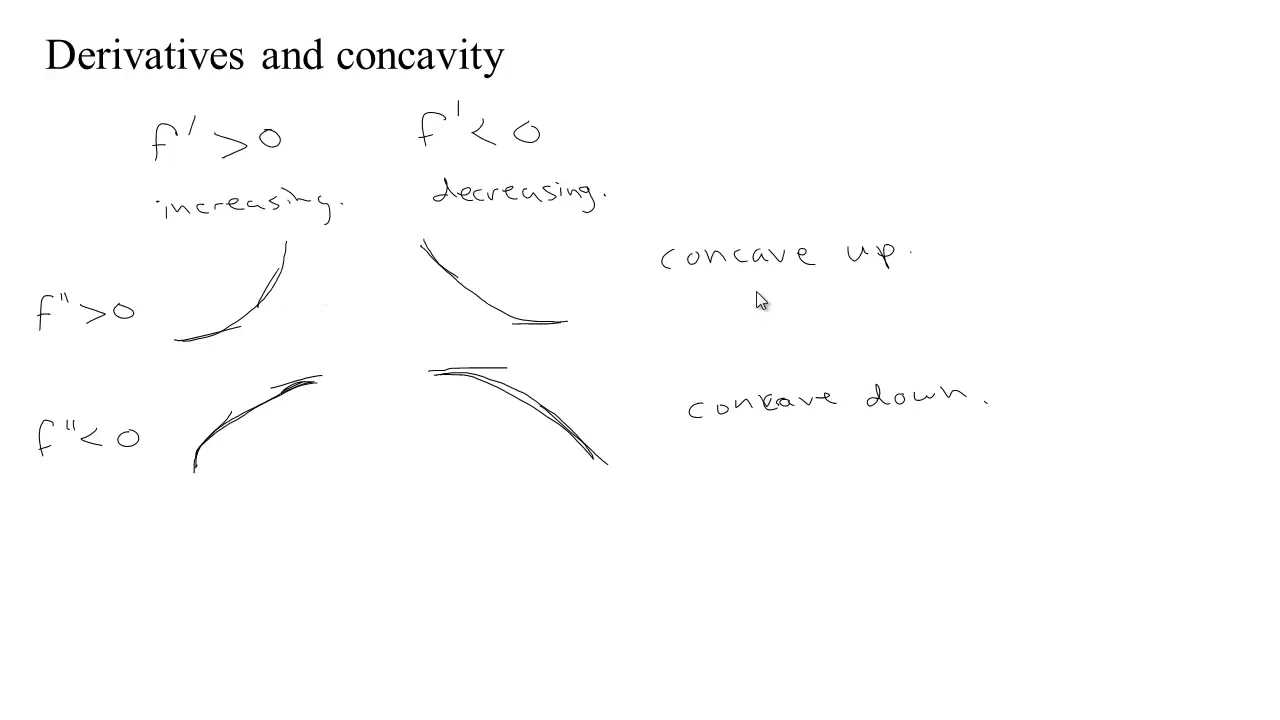 Derivatives and concavity
f' > 0 f' < 0
increasing. decreasing.
concave up.
f" > 0
concave down.
f" < 0